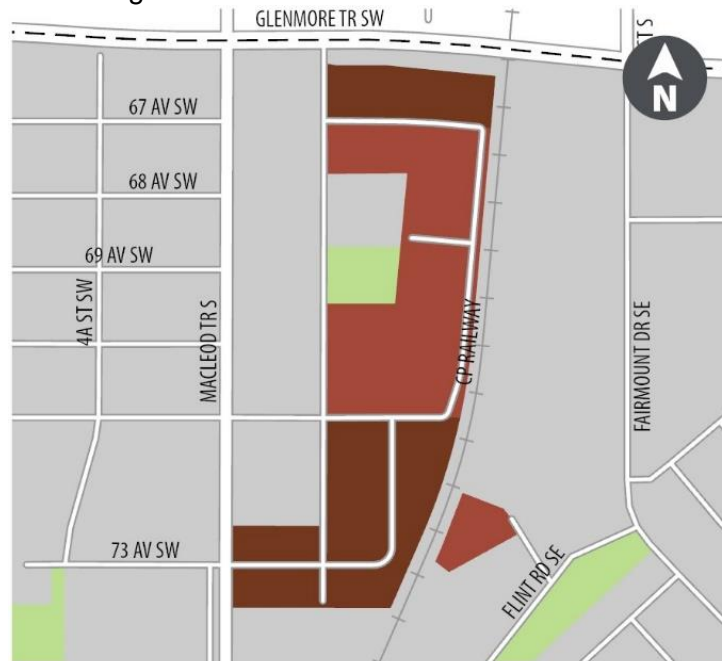 GLENMORE TR SW
T S
N
67 AV SW
68 AV SW
69 AV SW
4A ST SW
MACLEOD TR S
CP RAILWAY
FAIRMOUNT DR SE
73 AV SW
FLINT RD SE